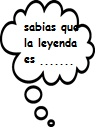 sabias que
la leyenda
es .......